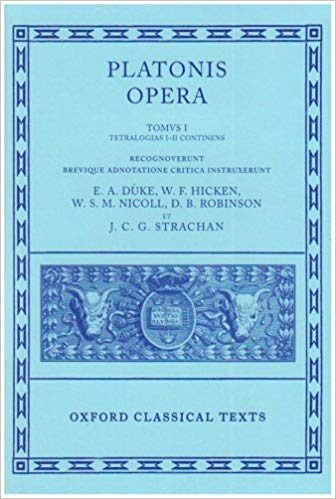 PLATONIS
OPERA
TOMVS I
TETRALOGIAS I–II CONTINENS
RECOGNOVERUNT
BREVIQUE ADNOTATIONE CRITICA INSTRUXERUNT
E. A. DUKE, W. F. HICKEN,
W. S. M. NICOLL, D. B. ROBINSON
ET
J. C. G. STRACHAN
OXFORD CLASSICAL TEXTS